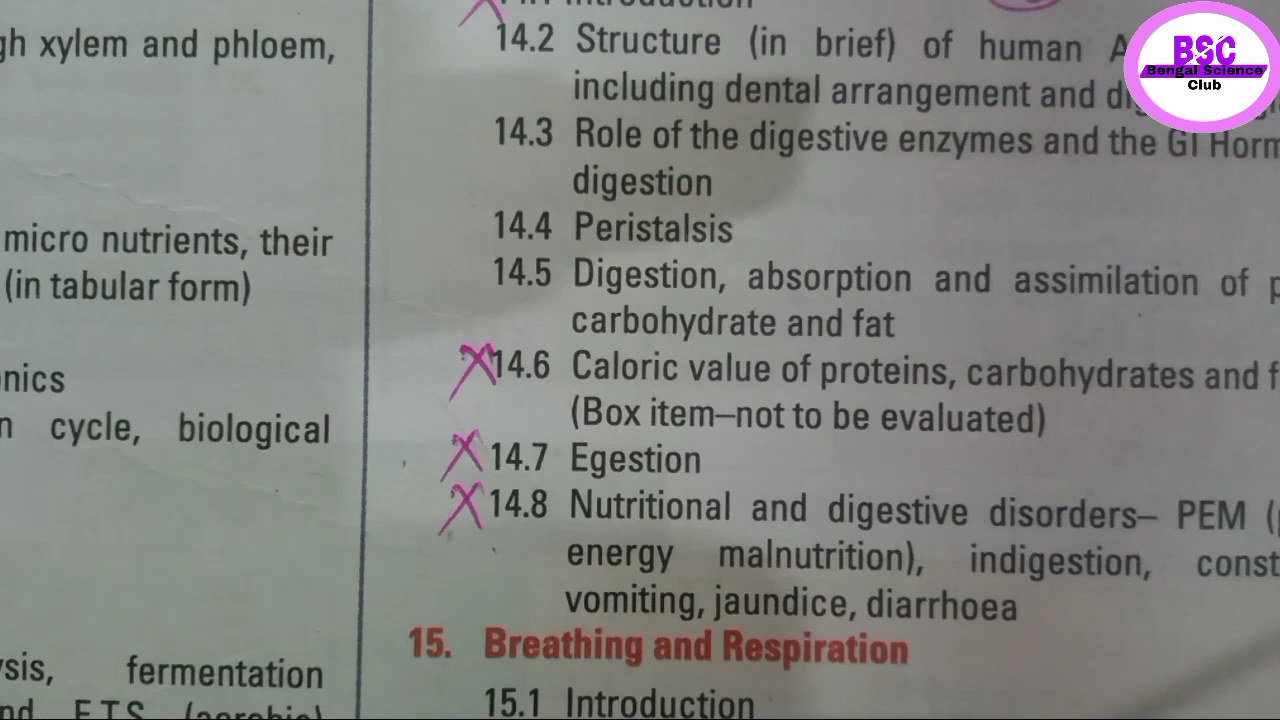 gh xylem and phloem,
micro nutrients, their
(in tabular form)
cycle, biological
fermentation
E.T.S. (aerobic)
14.2 Structure (in brief) of human
including dental arrangement and
14.3 Role of the digestive enzymes and the GI
digestion
14.4 Peristalsis
14.5 Digestion, absorption and assimilation of
carbohydrate and fat
14.6 Caloric value of proteins, carbohydrates and
(Box item–not to be evaluated)
14.7 Egestion
14.8 Nutritional and digestive disorders– PEM
energy malnutrition), indigestion,
vomiting, jaundice, diarrhoea
15. Breathing and Respiration
15.1 Introduction
BSC
Bengal Science
Club